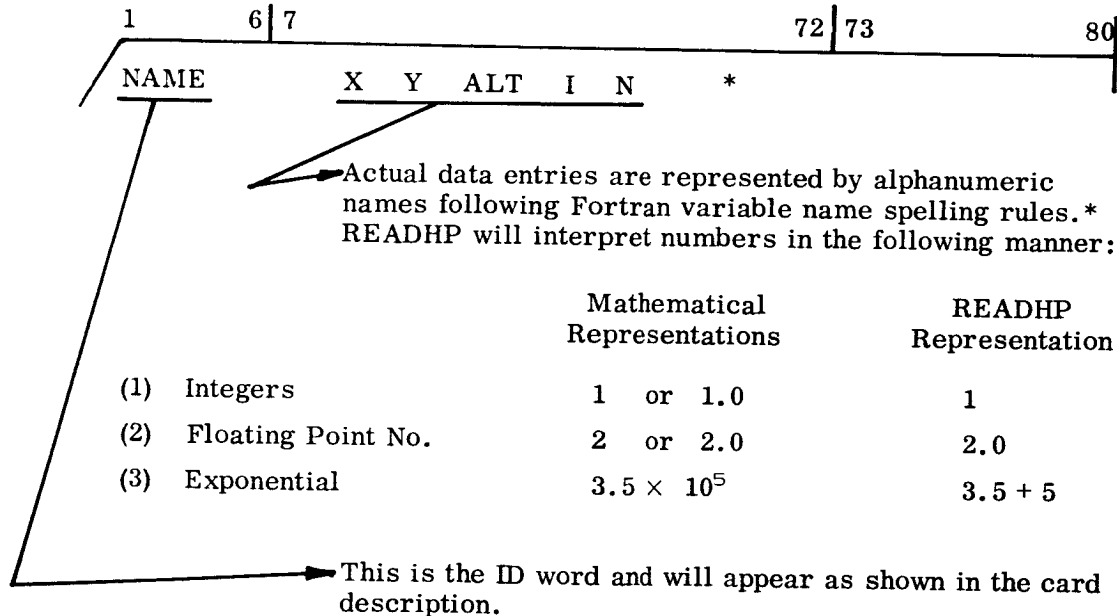 1 6 7 72 73 80
NAME X Y ALT I N *
Actual data entries are represented by alphanumeric
names following Fortran variable name spelling rules.*
READHP will interpret numbers in the following manner:
Mathematical READHP
Representations Representation
(1) Integers 1 or 1.0 1
(2) Floating Point No. 2 or 2.0 2.0
(3) Exponential 3.5 × 10⁵ 3.5 + 5
This is the ID word and will appear as shown in the card
description.